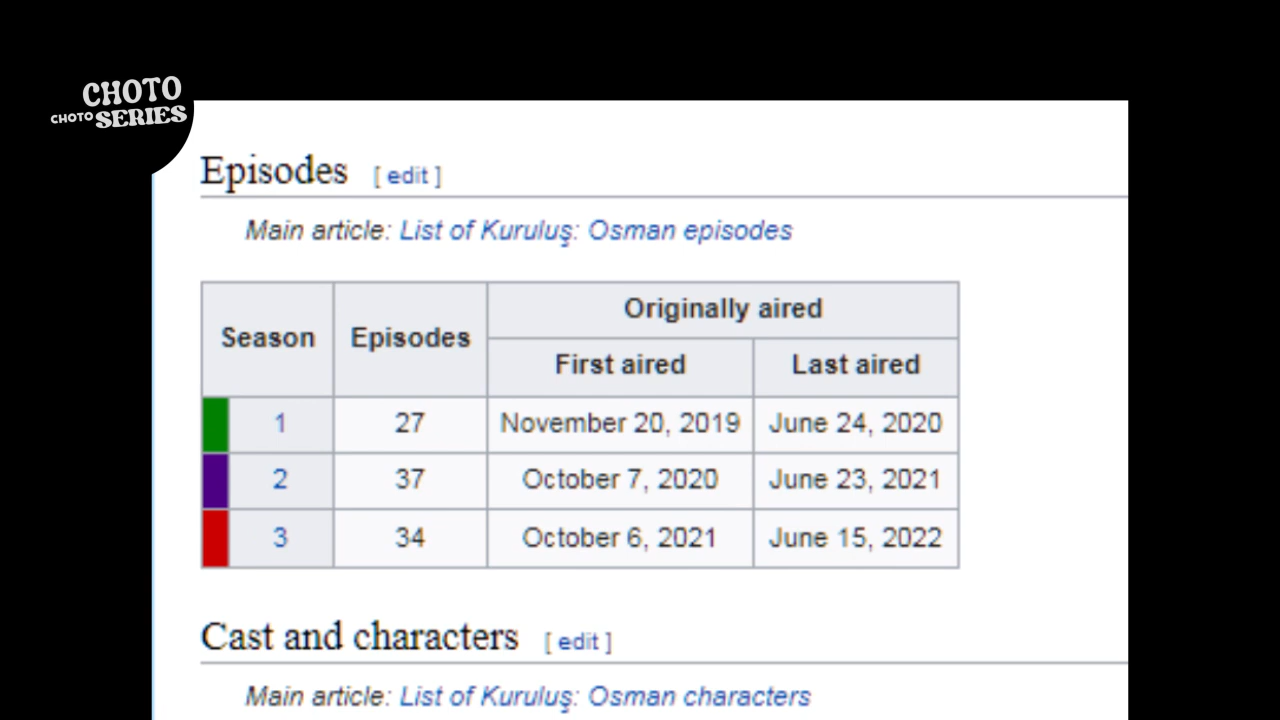 CHOTO
CHOTO SERIES
Episodes [ edit ]
Main article: List of Kuruluş: Osman episodes
Season Episodes Originally aired
First aired Last aired
1 27 November 20, 2019 June 24, 2020
2 37 October 7, 2020 June 23, 2021
3 34 October 6, 2021 June 15, 2022
Cast and characters [ edit ]
Main article: List of Kuruluş: Osman characters